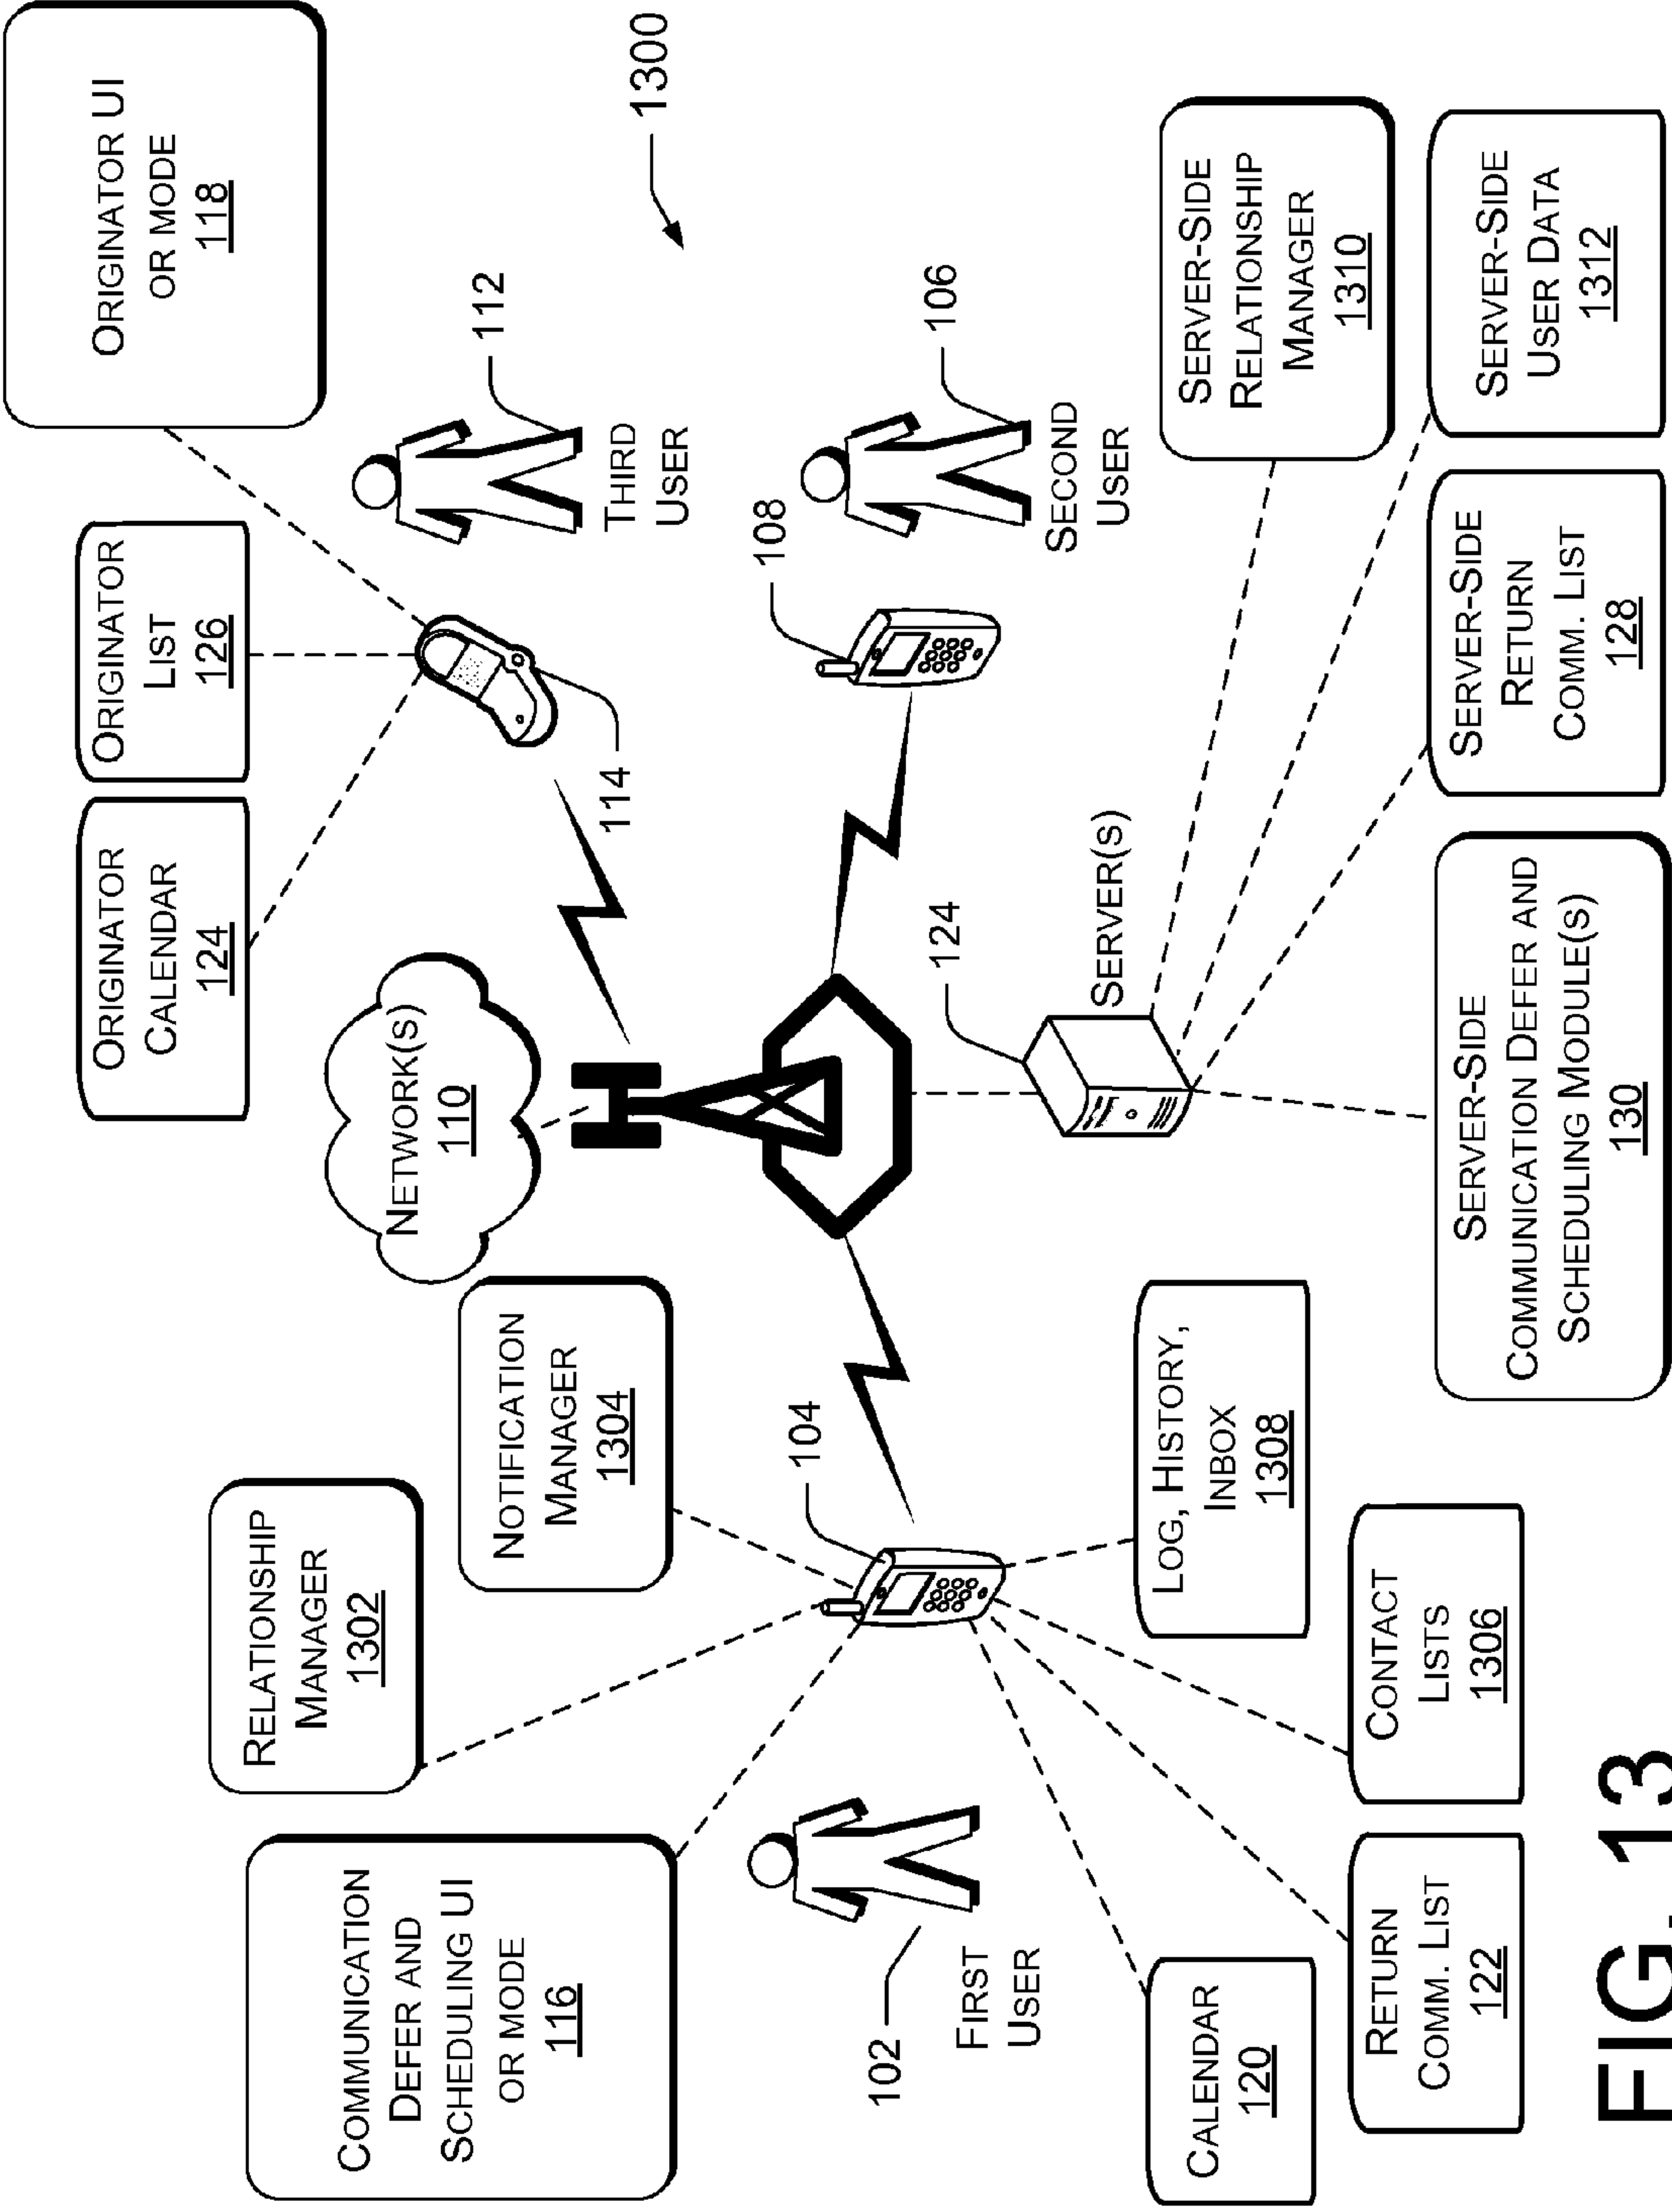 COMMUNICATION
DEFER AND
SCHEDULING UI
OR MODE
116
RELATIONSHIP
MANAGER
1302
NOTIFICATION
MANAGER
1304
NETWORK(S)
110
ORIGINATOR
CALENDAR
124
ORIGINATOR
LIST
126
ORIGINATOR UI
OR MODE
118
114
112
THIRD
USER
1300
102
FIRST
USER
104
108
106
SECOND
USER
124
SERVER(S)
CALENDAR
120
RETURN
COMM. LIST
122
CONTACT
LISTS
1306
LOG, HISTORY,
INBOX
1308
SERVER-SIDE
COMMUNICATION DEFER AND
SCHEDULING MODULE(S)
130
SERVER-SIDE
RETURN
COMM. LIST
128
SERVER-SIDE
RELATIONSHIP
MANAGER
1310
SERVER-SIDE
USER DATA
1312
FIG. 13